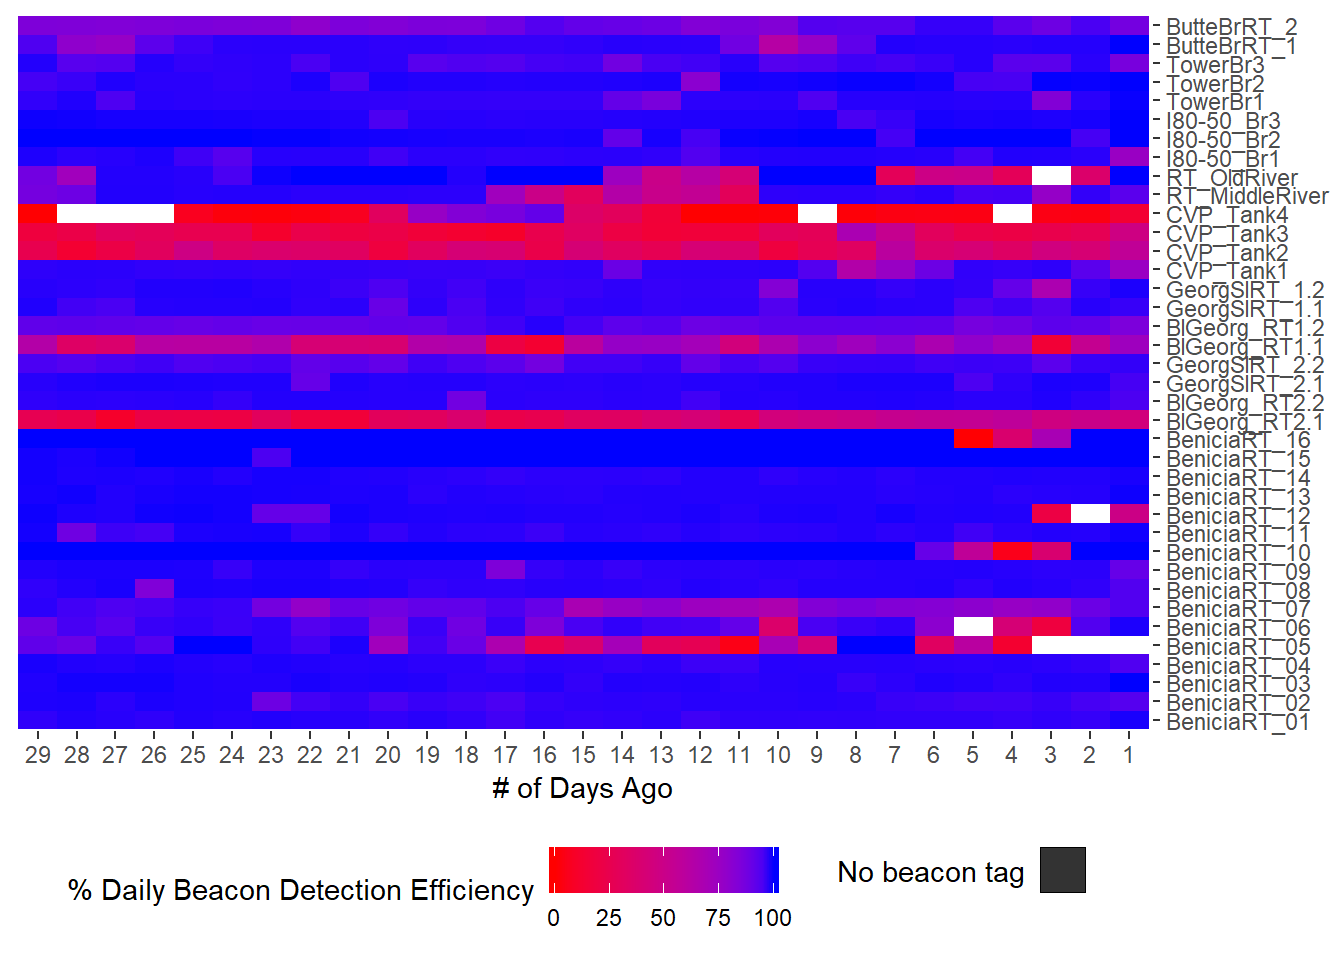 ButteBrRT_2
ButteBrRT_1
TowerBr3
TowerBr2
TowerBr1
I80-50_Br3
I80-50_Br2
I80-50_Br1
RT_OldRiver
RT_MiddleRiver
CVP_Tank4
CVP_Tank3
CVP_Tank2
CVP_Tank1
GeorgSlRT_1.2
GeorgSlRT_1.1
BlGeorg_RT1.2
BlGeorg_RT1.1
GeorgSlRT_2.2
GeorgSlRT_2.1
BlGeorg_RT2.2
BlGeorg_RT2.1
BeniciaRT_16
BeniciaRT_15
BeniciaRT_14
BeniciaRT_13
BeniciaRT_12
BeniciaRT_11
BeniciaRT_10
BeniciaRT_09
BeniciaRT_08
BeniciaRT_07
BeniciaRT_06
BeniciaRT_05
BeniciaRT_04
BeniciaRT_03
BeniciaRT_02
BeniciaRT_01
29 28 27 26 25 24 23 22 21 20 19 18 17 16 15 14 13 12 11 10 9 8 7 6 5 4 3 2 1
# of Days Ago
% Daily Beacon Detection Efficiency
0 25 50 75 100
No beacon tag